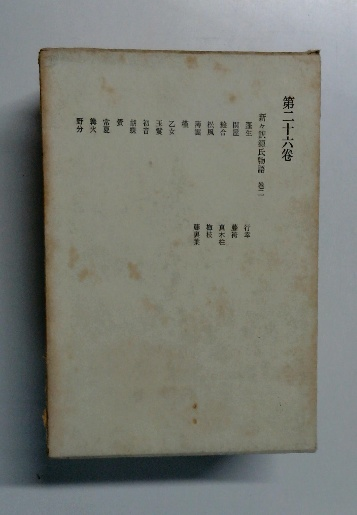 第二十六巻
新々訳源氏物語 巻二
蓬生
関屋
絵合
松風
薄雲
槿
乙女
玉鬘
初音
胡蝶
螢
常夏
篝火
野分
行幸
藤袴
真木柱
梅枝
藤裏葉